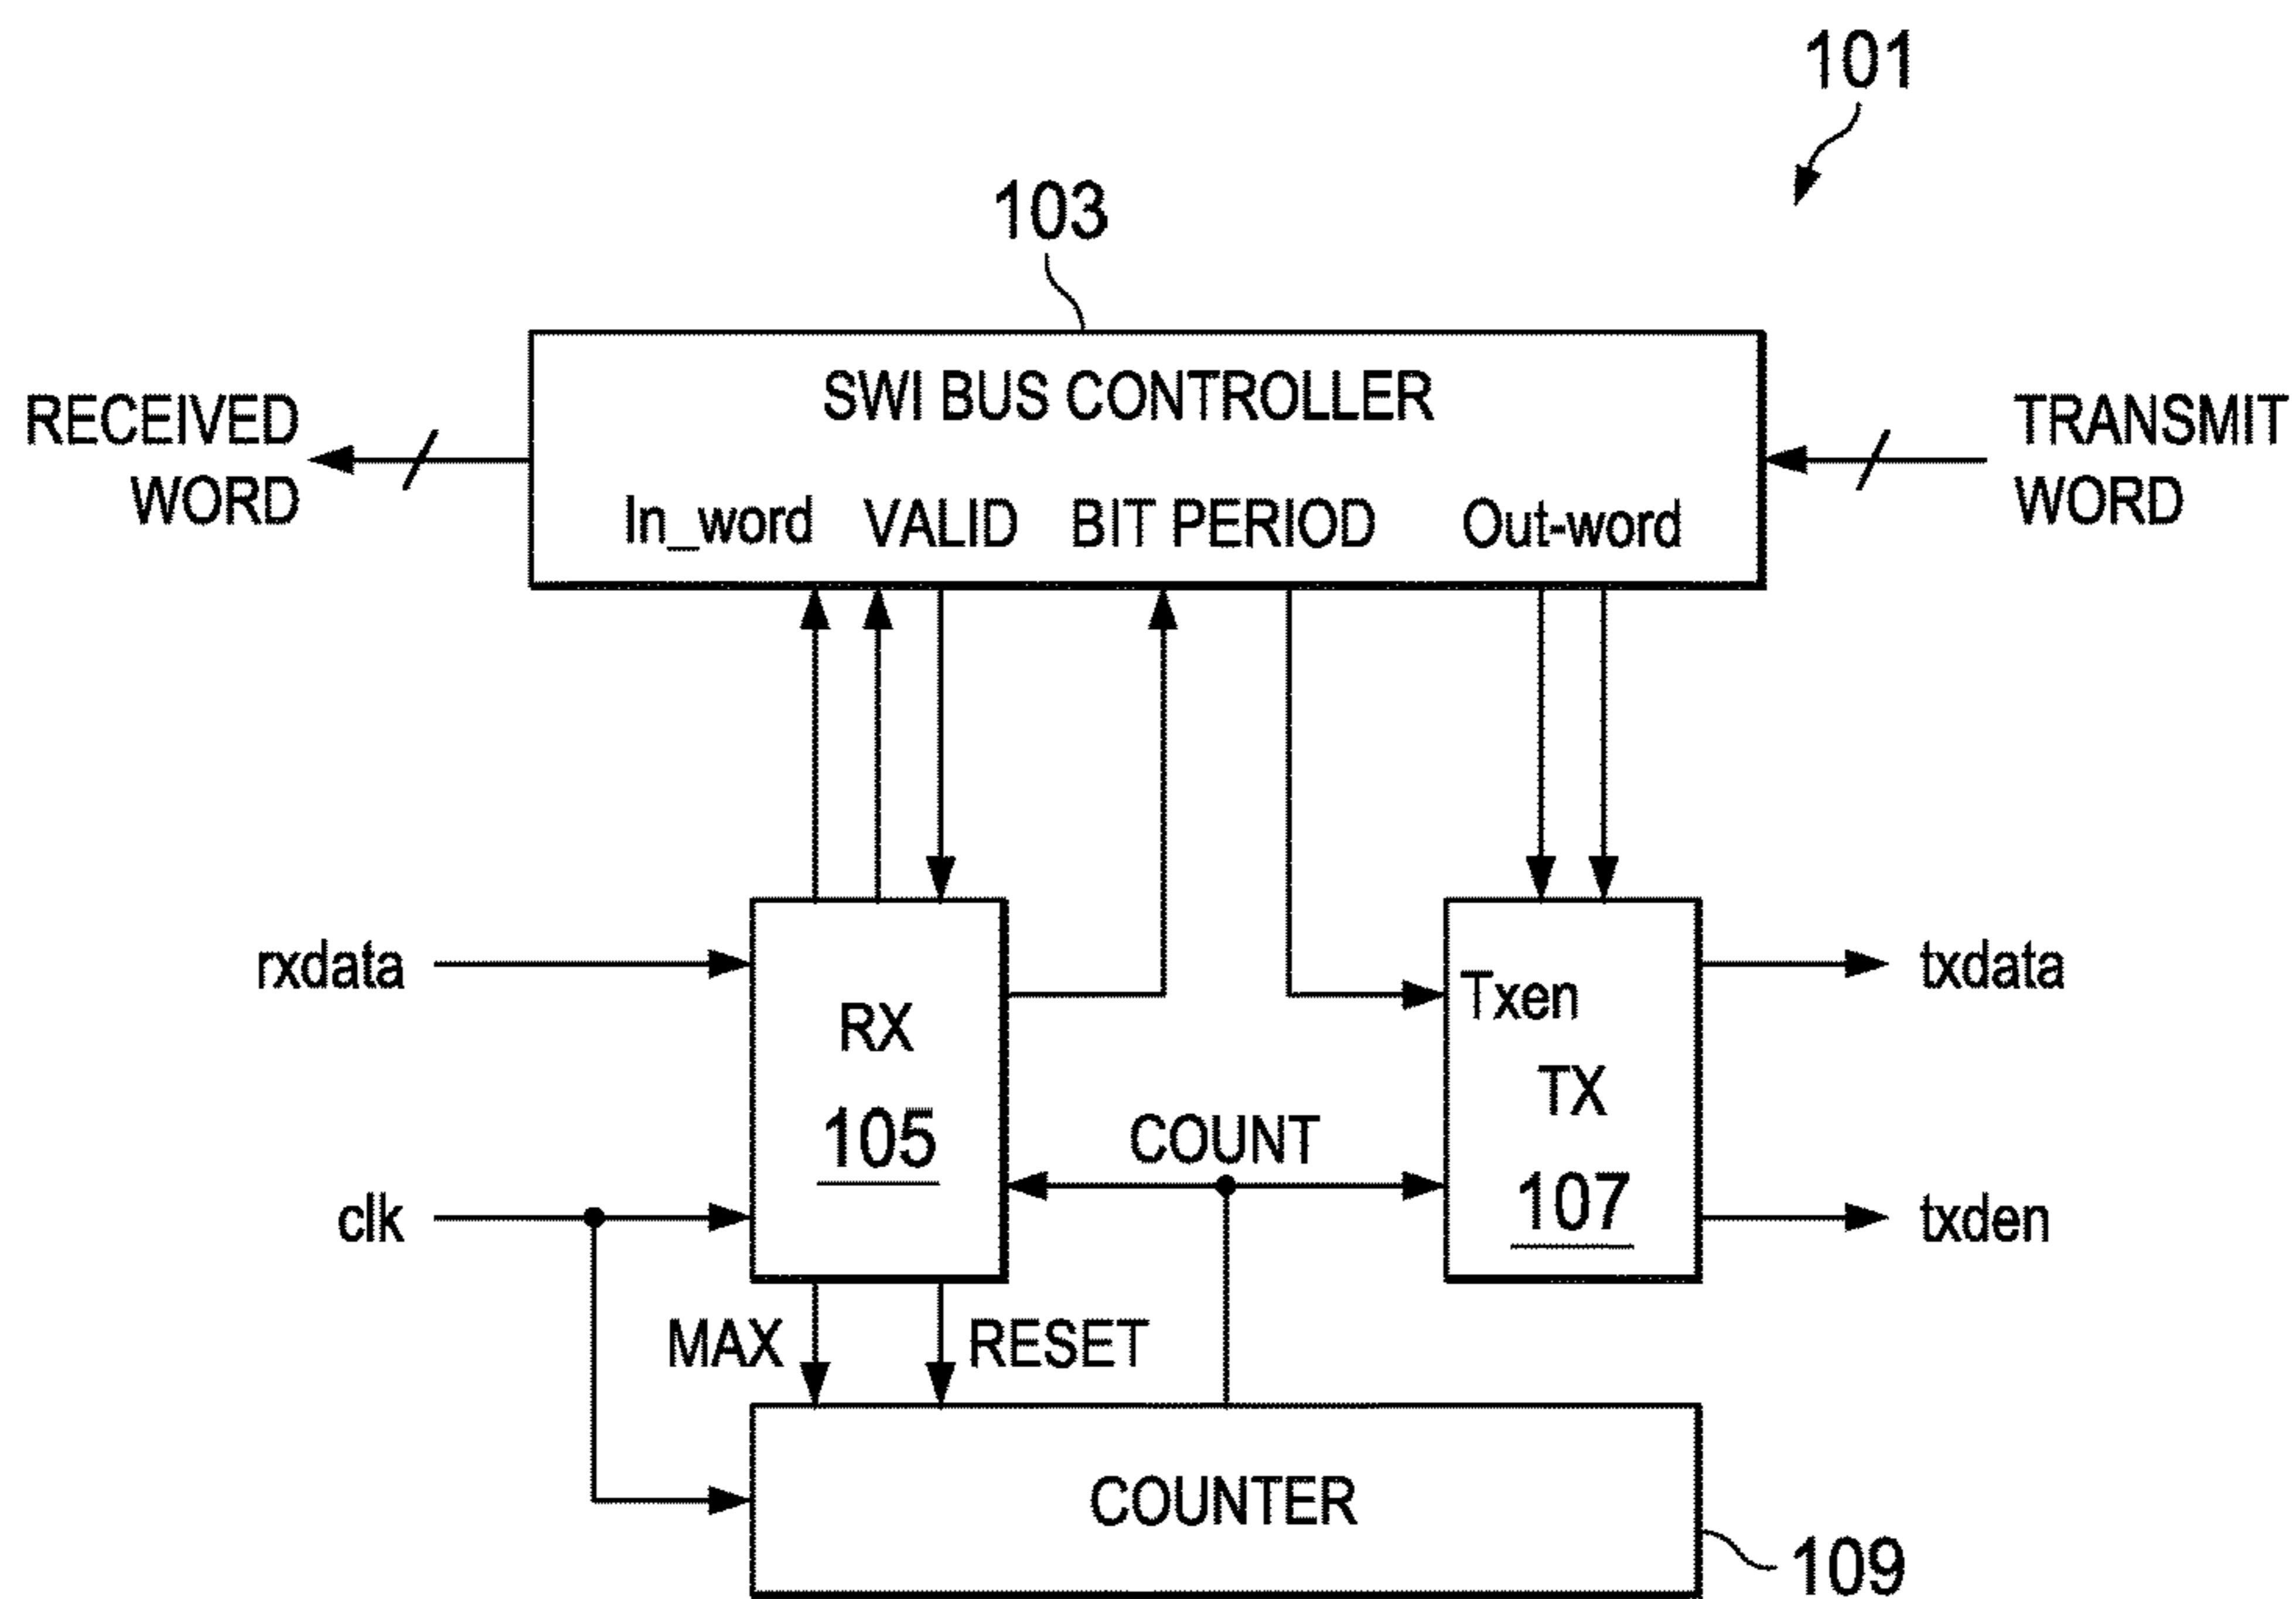 101
103
SWI BUS CONTROLLER
RECEIVED
WORD
TRANSMIT
WORD
In_word VALID BIT PERIOD Out-word
rxdata
RX
105
Txen
TX
107
txdata
COUNT
clk
txden
MAX
RESET
COUNTER
109